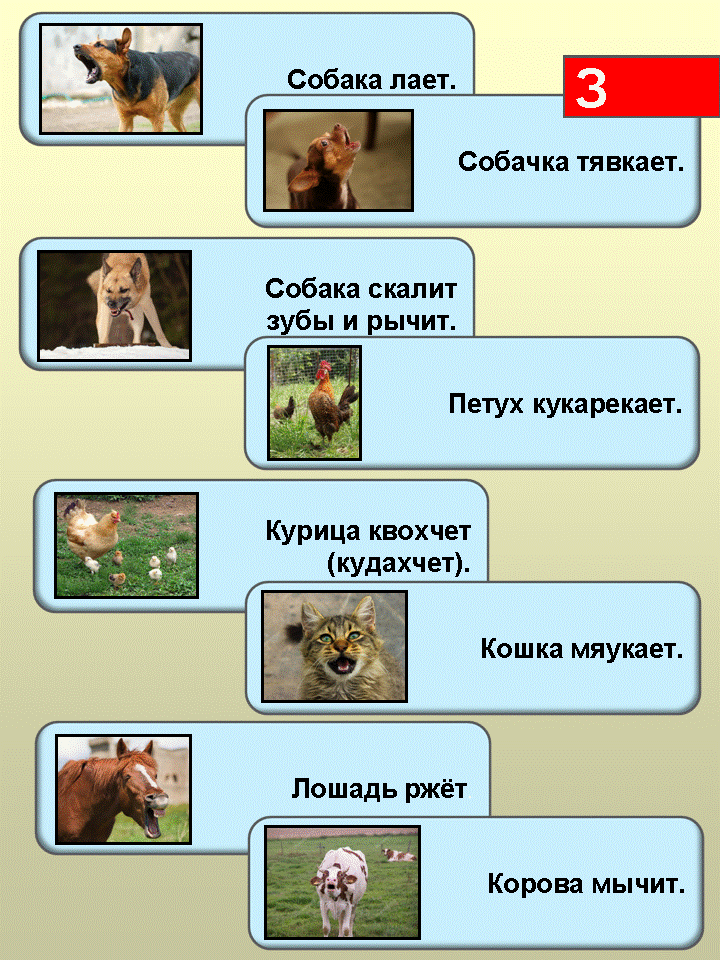 Собака лает.
3
Собачка тявкает.
Собака скалит
зубы и рычит.
Петух кукарекает.
Курица квохчет
(кудахчет).
Кошка мяукает.
Лошадь ржёт
Корова мычит.